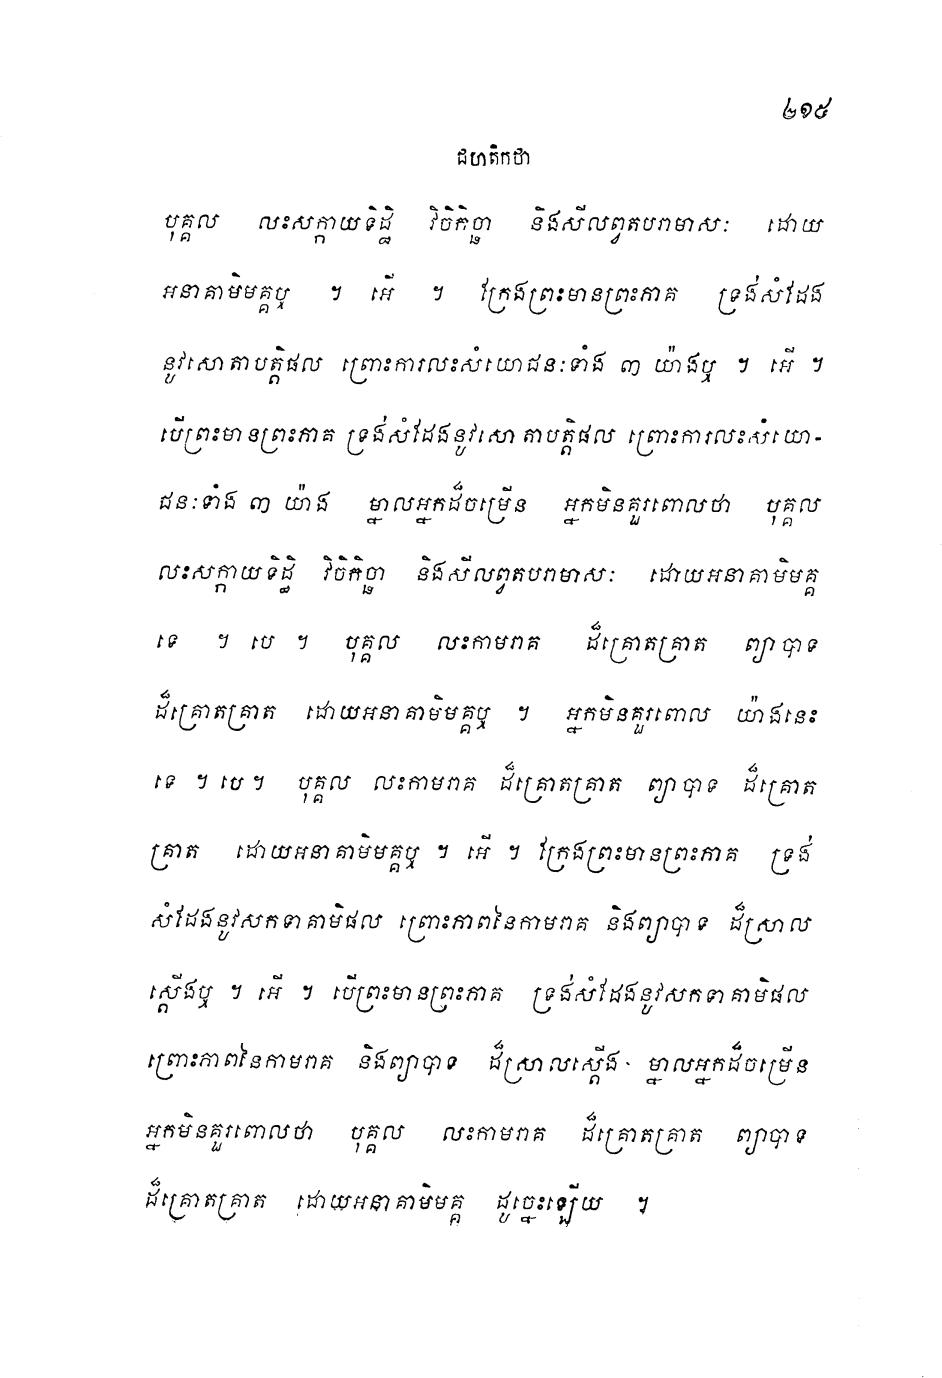 ២១៥
ជហតិកថា
បុគ្គល លះសក្កាយទិដ្ឋិ វិចិកិច្ឆា និងសីលព្វតបរាមាសៈ ដោយ
អនាគាមិមគ្គឬ ។ អើ ។ ក្រែងព្រះមានព្រះភាគ ទ្រង់សំដែង
នូវសោតាបត្តិផល ព្រោះការលះសំយោជនៈទាំង ៣ យ៉ាងឬ ។ អើ ។
បើព្រះមានព្រះភាគ ទ្រង់សំដែងនូវសោតាបត្តិផល ព្រោះការលះសំយោ-
ជនៈទាំង ៣ យ៉ាង ម្នាលអ្នកដ៏ចម្រើន អ្នកមិនគួរពោលថា បុគ្គល
លះសក្កាយទិដ្ឋិ វិចិកិច្ឆា និងសីលព្វតបរាមាសៈ ដោយអនាគាមិមគ្គ
ទេ ។ បេ ។ បុគ្គល លះកាមរាគ ដ៏គ្រោតគ្រាត ព្យាបាទ
ដ៏គ្រោតគ្រាត ដោយអនាគាមិមគ្គឬ ។ អ្នកមិនគួរពោល យ៉ាងនេះ
ទេ ។ បេ ។ បុគ្គល លះកាមរាគ ដ៏គ្រោតគ្រាត ព្យាបាទ ដ៏គ្រោត
គ្រាត ដោយអនាគាមិមគ្គឬ ។ អើ ។ ក្រែងព្រះមានព្រះភាគ ទ្រង់
សំដែងនូវសកទាគាមិផល ព្រោះភាពនៃកាមរាគ និងព្យាបាទ ដ៏ស្រាល
ស្តើងឬ ។ អើ ។ បើព្រះមានព្រះភាគ ទ្រង់សំដែងនូវសកទាគាមិផល
ព្រោះភាពនៃកាមរាគ និងព្យាបាទ ដ៏ស្រាលស្តើង ម្នាលអ្នកដ៏ចម្រើន
អ្នកមិនគួរពោលថា បុគ្គល លះកាមរាគ ដ៏គ្រោតគ្រាត ព្យាបាទ
ដ៏គ្រោតគ្រាត ដោយអនាគាមិមគ្គ ដូច្នេះឡើយ ។